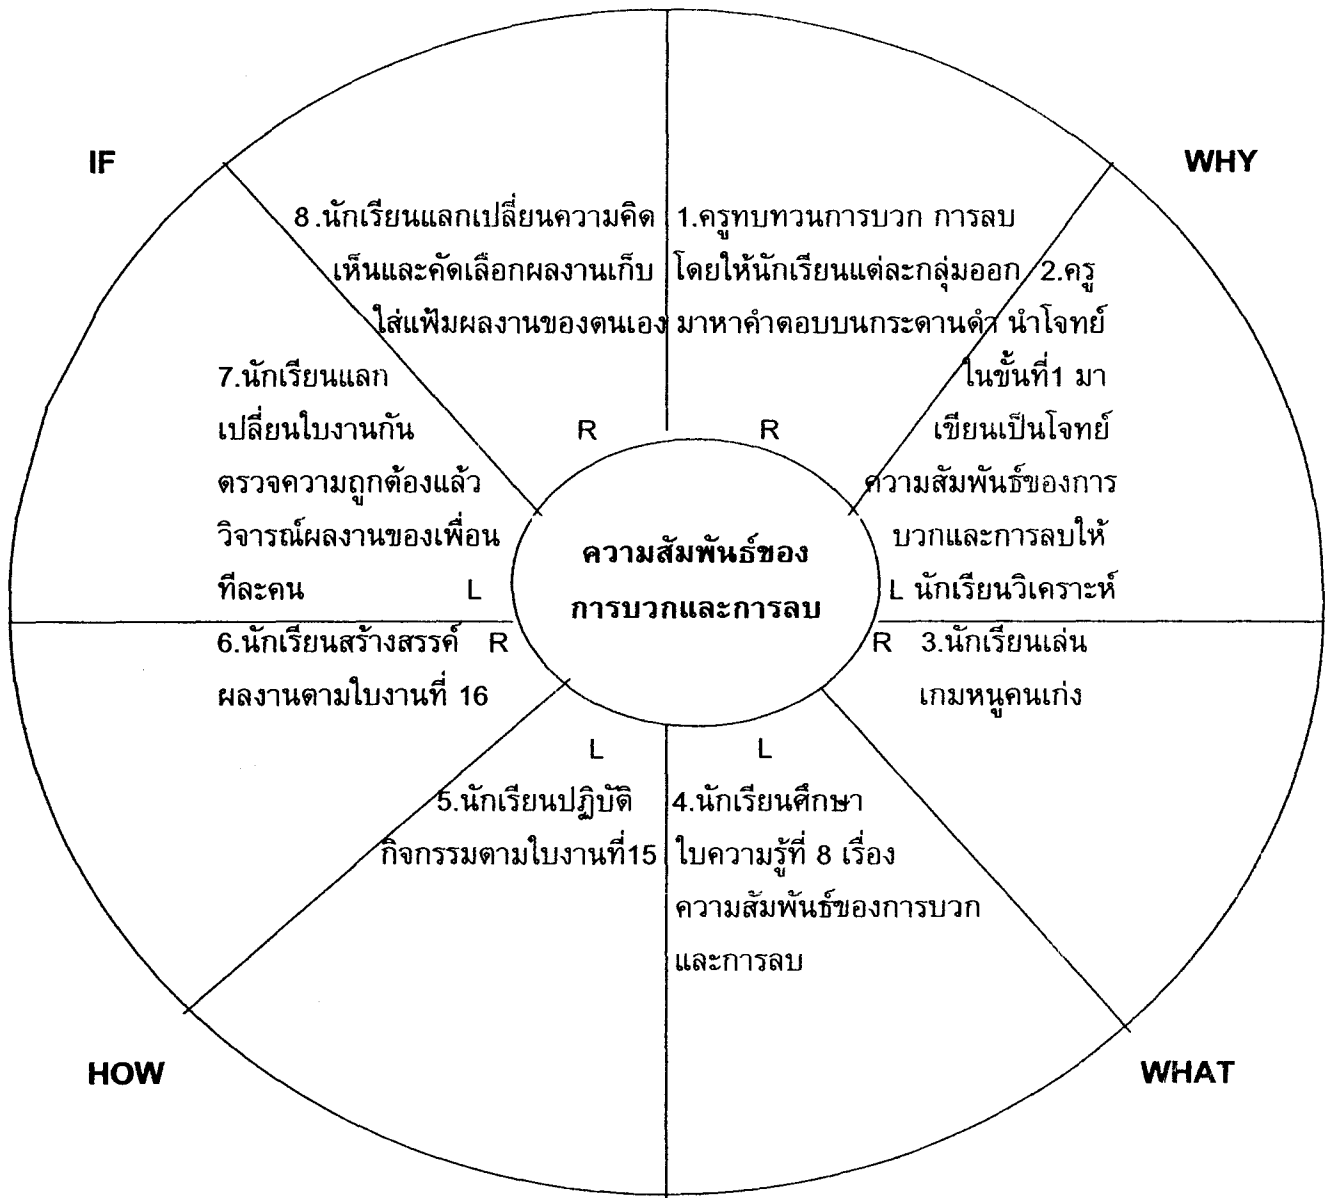 IF
WHY
8.นักเรียนแลกเปลี่ยนความคิด
เห็นและคัดเลือกผลงานเก็บ
ใส่แฟ้มผลงานของตนเอง
1.ครูทบทวนการบวก การลบ
โดยให้นักเรียนแต่ละกลุ่มออก
มาหาคำตอบบนกระดานดำ
2.ครู
นำโจทย์
ในขั้นที่1 มา
เขียนเป็นโจทย์
ความสัมพันธ์ของการ
บวกและการลบให้
L นักเรียนวิเคราะห์
7.นักเรียนแลก
เปลี่ยนใบงานกัน
ตรวจความถูกต้องแล้ว
วิจารณ์ผลงานของเพื่อน
ทีละคน L
R R
ความสัมพันธ์ของ
การบวกและการลบ
6.นักเรียนสร้างสรรค์ R
ผลงานตามใบงานที่ 16
R 3.นักเรียนเล่น
เกมหนูคนเก่ง
L L
5.นักเรียนปฏิบัติ
กิจกรรมตามใบงานที่15
4.นักเรียนศึกษา
ใบความรู้ที่ 8 เรื่อง
ความสัมพันธ์ของการบวก
และการลบ
HOW
WHAT